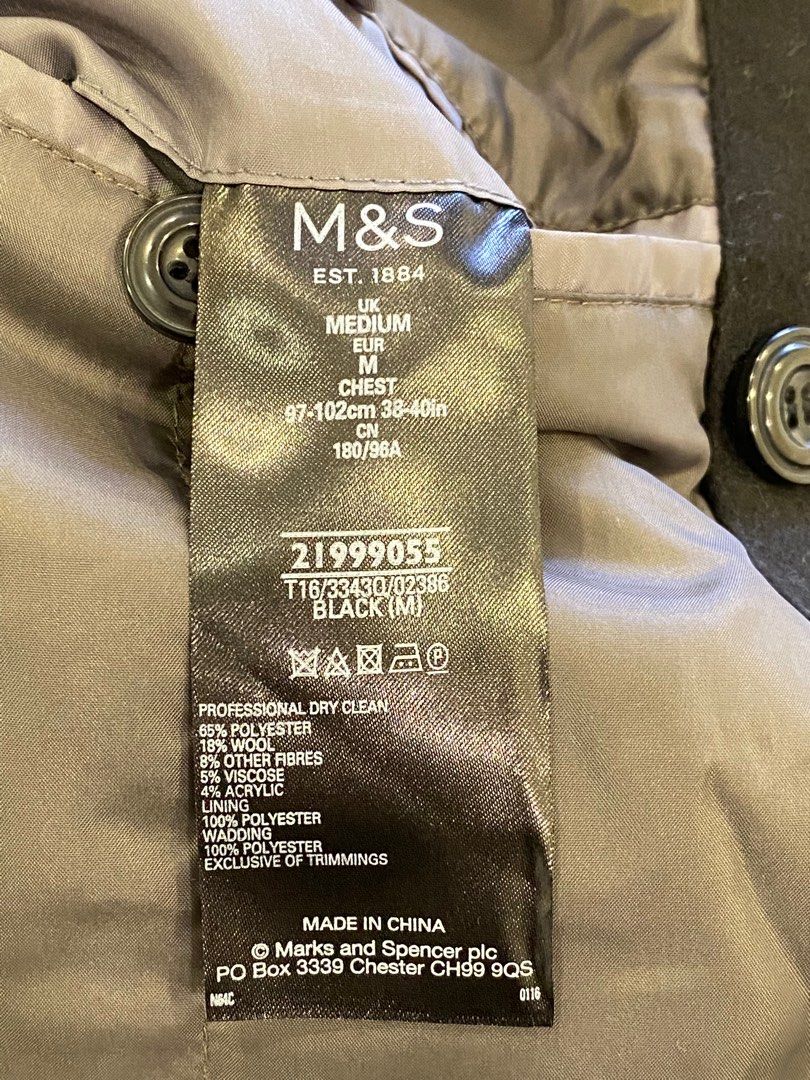 M&S
EST. 1884
UK
MEDIUM
EUR
M
CHEST
97-102cm 38-40in
CN
180/96A
21999055
T16/3343O/02386
BLACK (M)
P
PROFESSIONAL DRY CLEAN
65% POLYESTER
18% WOOL
8% OTHER FIBRES
5% VISCOSE
4% ACRYLIC
LINING
100% POLYESTER
WADDING
100% POLYESTER
EXCLUSIVE OF TRIMMINGS
MADE IN CHINA
© Marks and Spencer plc
PO Box 3339 Chester CH99 9QS
N64C 0116